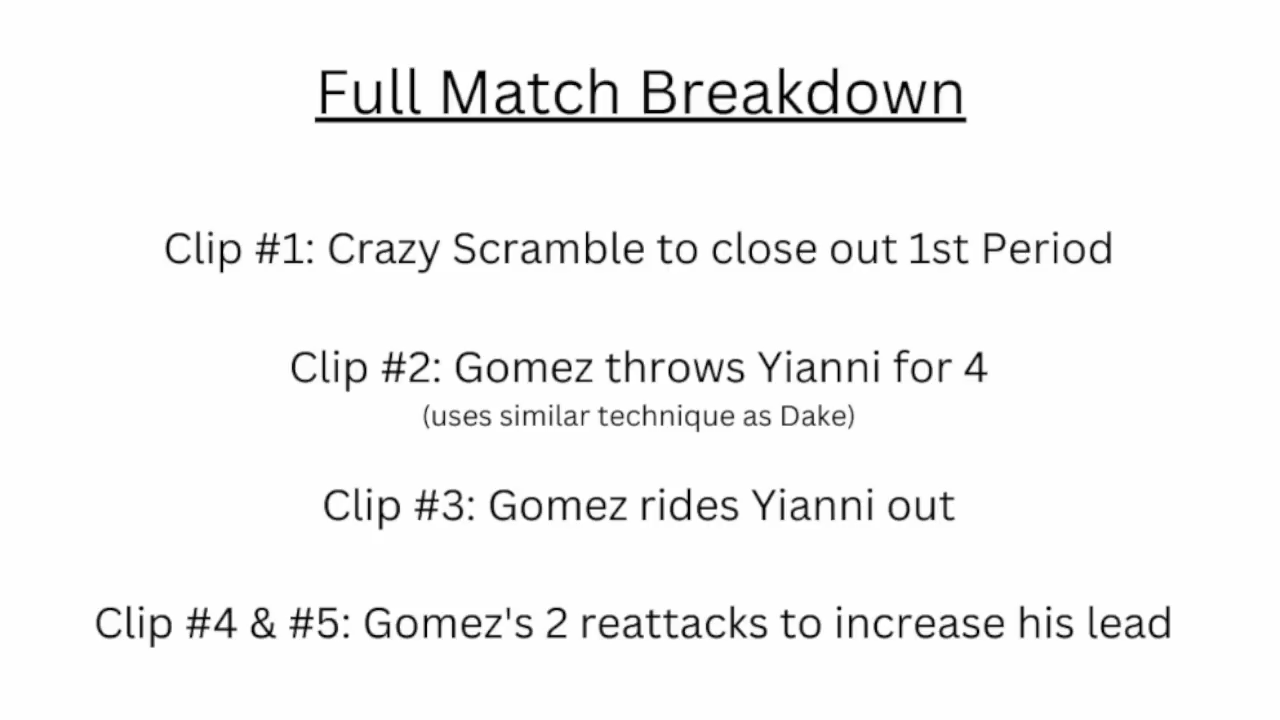 Full Match Breakdown
Clip #1: Crazy Scramble to close out 1st Period
Clip #2: Gomez throws Yianni for 4
(uses similar technique as Dake)
Clip #3: Gomez rides Yianni out
Clip #4 & #5: Gomez's 2 reattacks to increase his lead